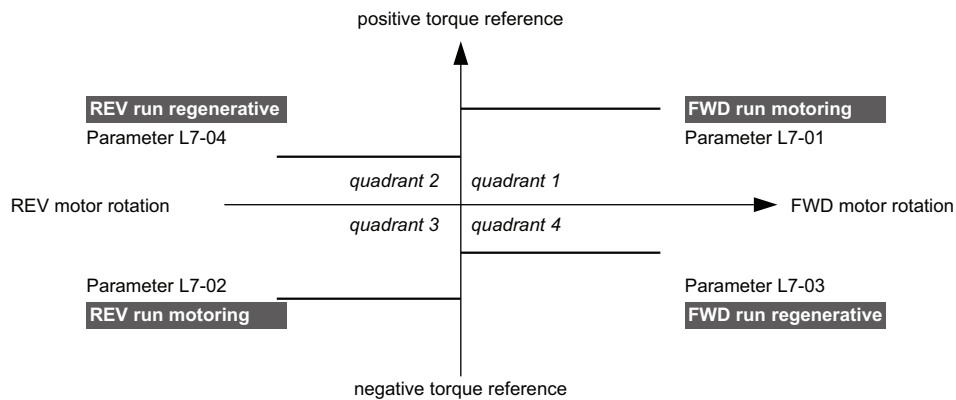 positive torque reference
REV run regenerative
FWD run motoring
Parameter L7-04
Parameter L7-01
quadrant 2
quadrant 1
REV motor rotation
FWD motor rotation
quadrant 3
quadrant 4
Parameter L7-02
Parameter L7-03
REV run motoring
FWD run regenerative
negative torque reference